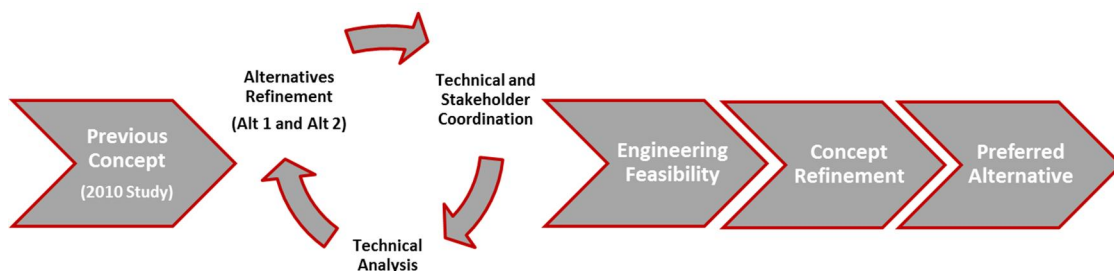 Previous
Concept
(2010 Study)
Alternatives
Refinement
(Alt 1 and Alt 2)
Technical and
Stakeholder
Coordination
Technical
Analysis
Engineering
Feasibility
Concept
Refinement
Preferred
Alternative